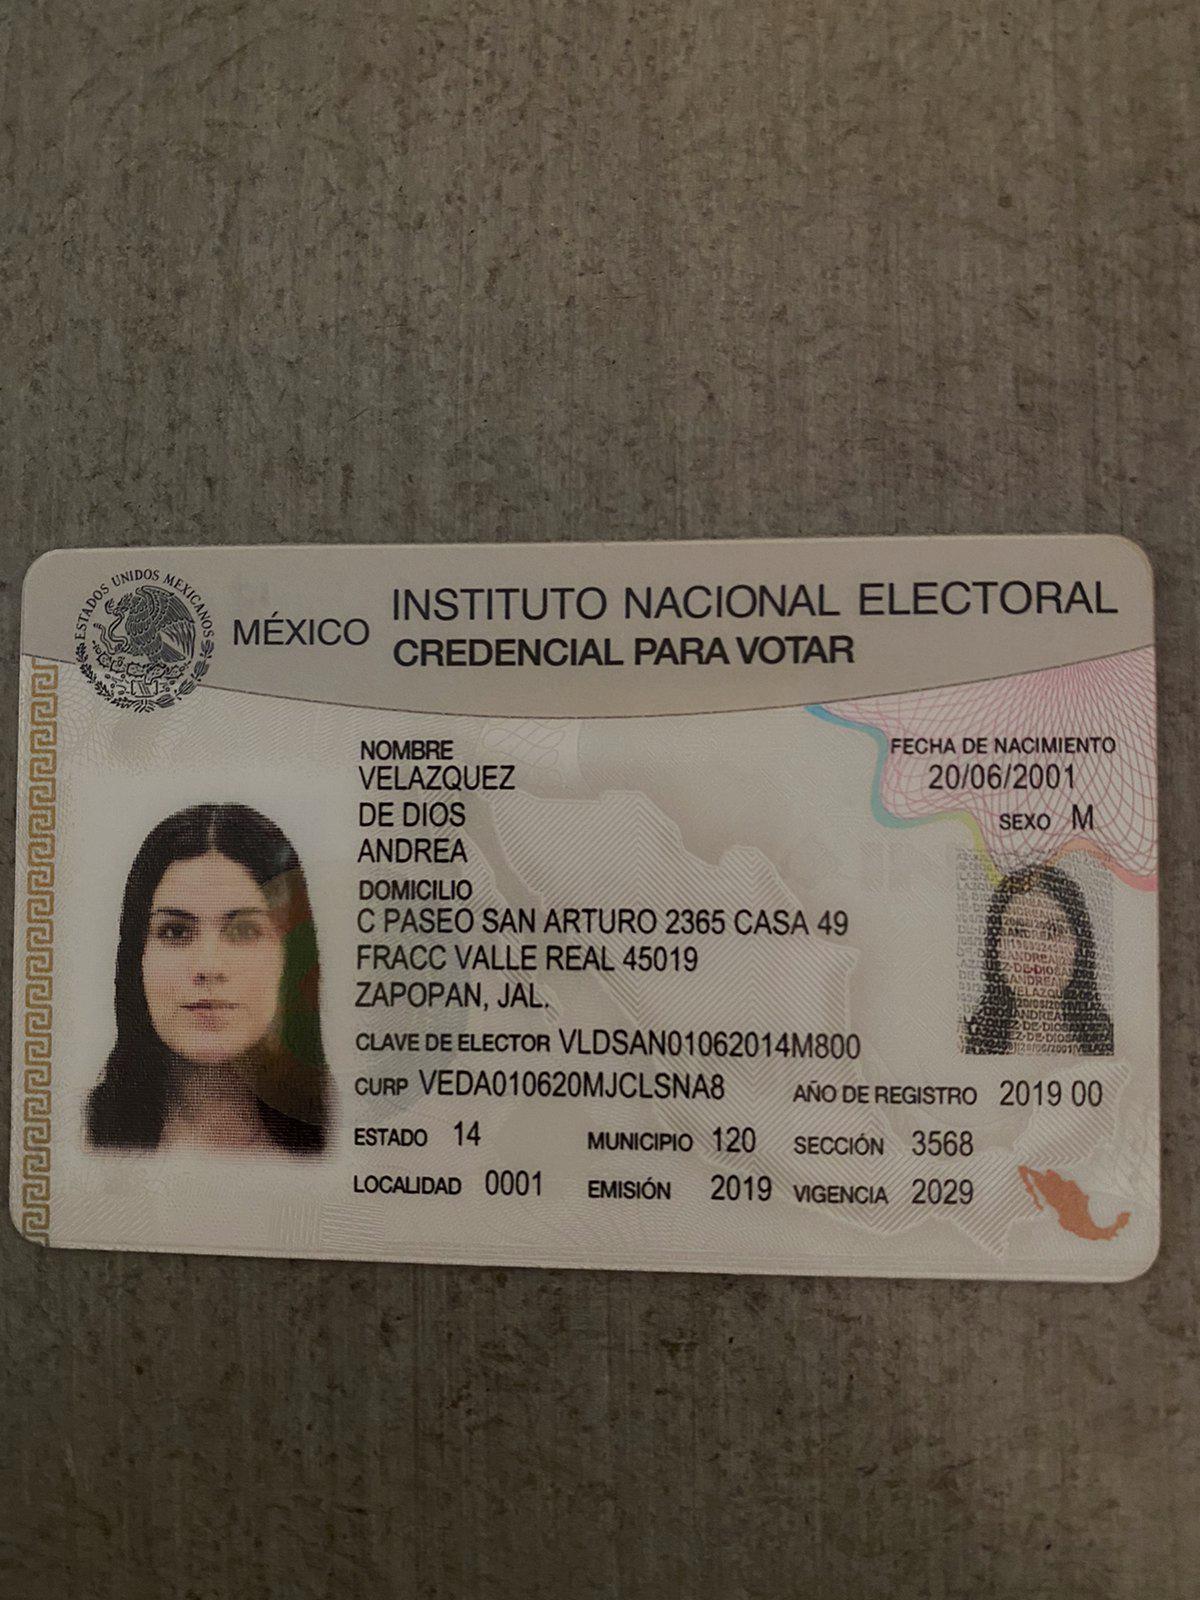 ESTADOS UNIDOS MEXICANOS
MÉXICO
INSTITUTO NACIONAL ELECTORAL
CREDENCIAL PARA VOTAR
NOMBRE
VELAZQUEZ
DE DIOS
ANDREA
FECHA DE NACIMIENTO
20/06/2001
SEXO M
DOMICILIO
C PASEO SAN ARTURO 2365 CASA 49
FRACC VALLE REAL 45019
ZAPOPAN, JAL.
CLAVE DE ELECTOR VLDSAN01062014M800
CURP VEDA010620MJCLSNA8 AÑO DE REGISTRO 2019 00
ESTADO 14 MUNICIPIO 120 SECCIÓN 3568
LOCALIDAD 0001 EMISIÓN 2019 VIGENCIA 2029